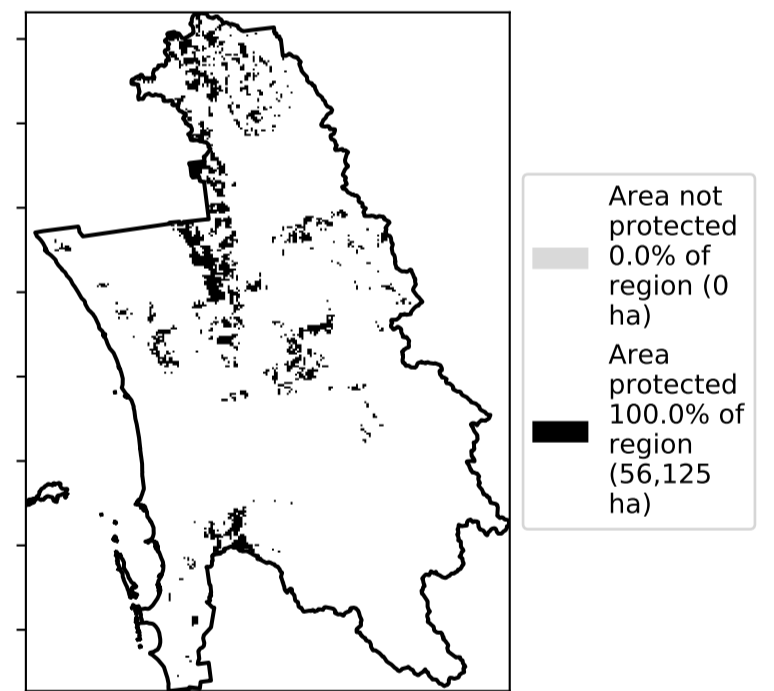 Area not
protected
0.0% of
region (0
ha)
Area
protected
100.0% of
region
(56,125
ha)